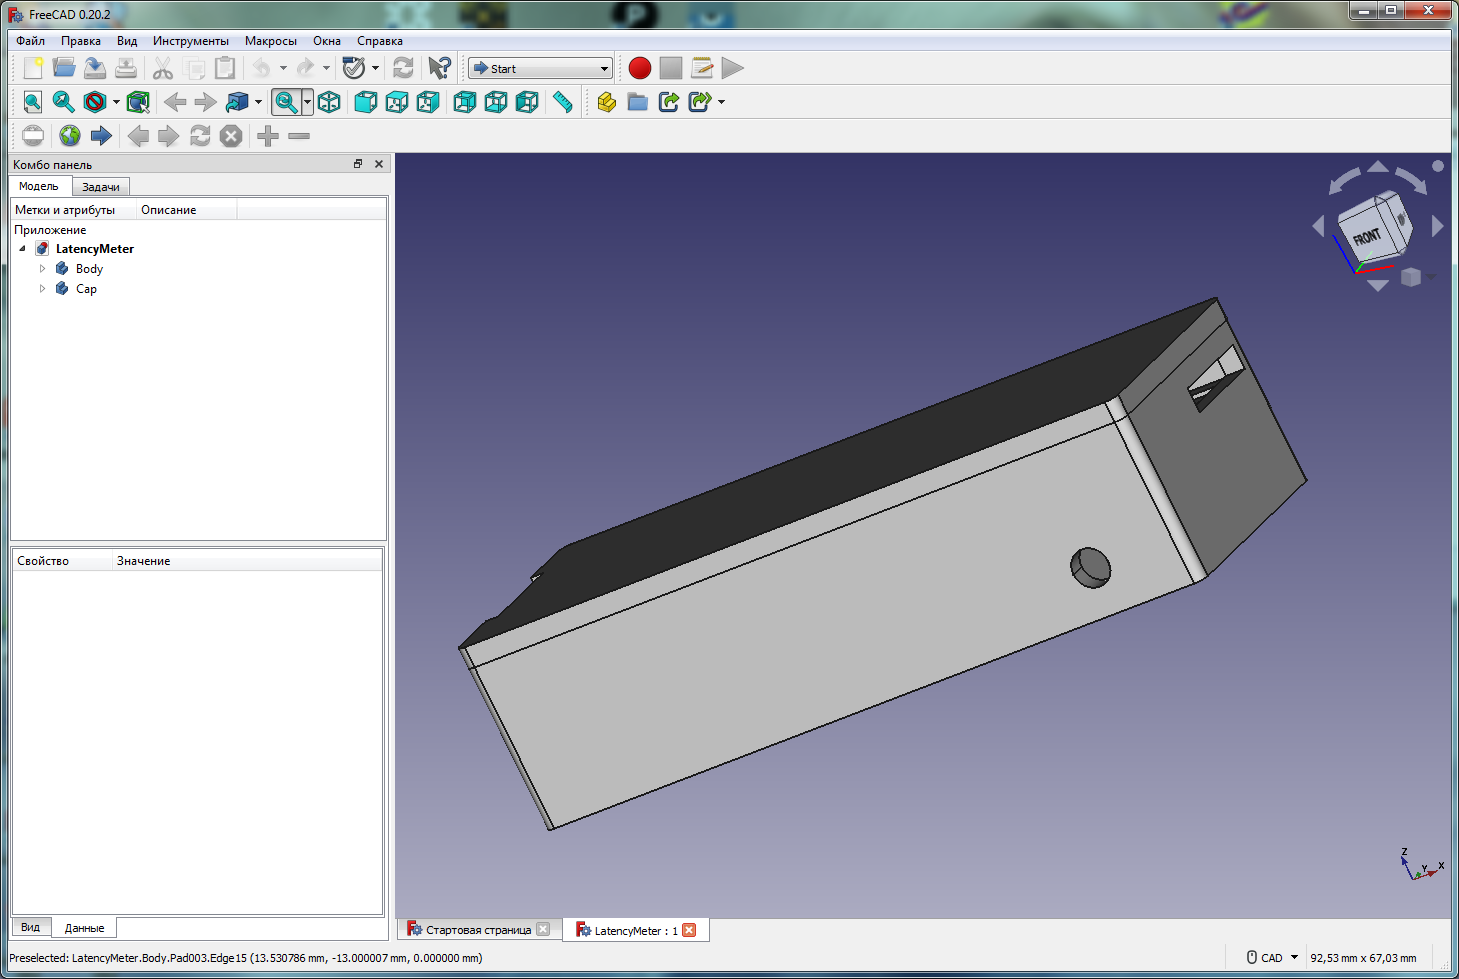 FreeCAD 0.20.2
Файл Правка Вид Инструменты Макросы Окна Справка
Start
Комбо панель
Модель Задачи
Метки и атрибуты Описание
Приложение
LatencyMeter
Body
Cap
Свойство Значение
Вид Данные
FRONT
Z
Y
X
Стартовая страница
LatencyMeter : 1
Preselected: LatencyMeter.Body.Pad003.Edge15 (13.530786 mm, -13.000007 mm, 0.000000 mm)
CAD
92,53 mm x 67,03 mm